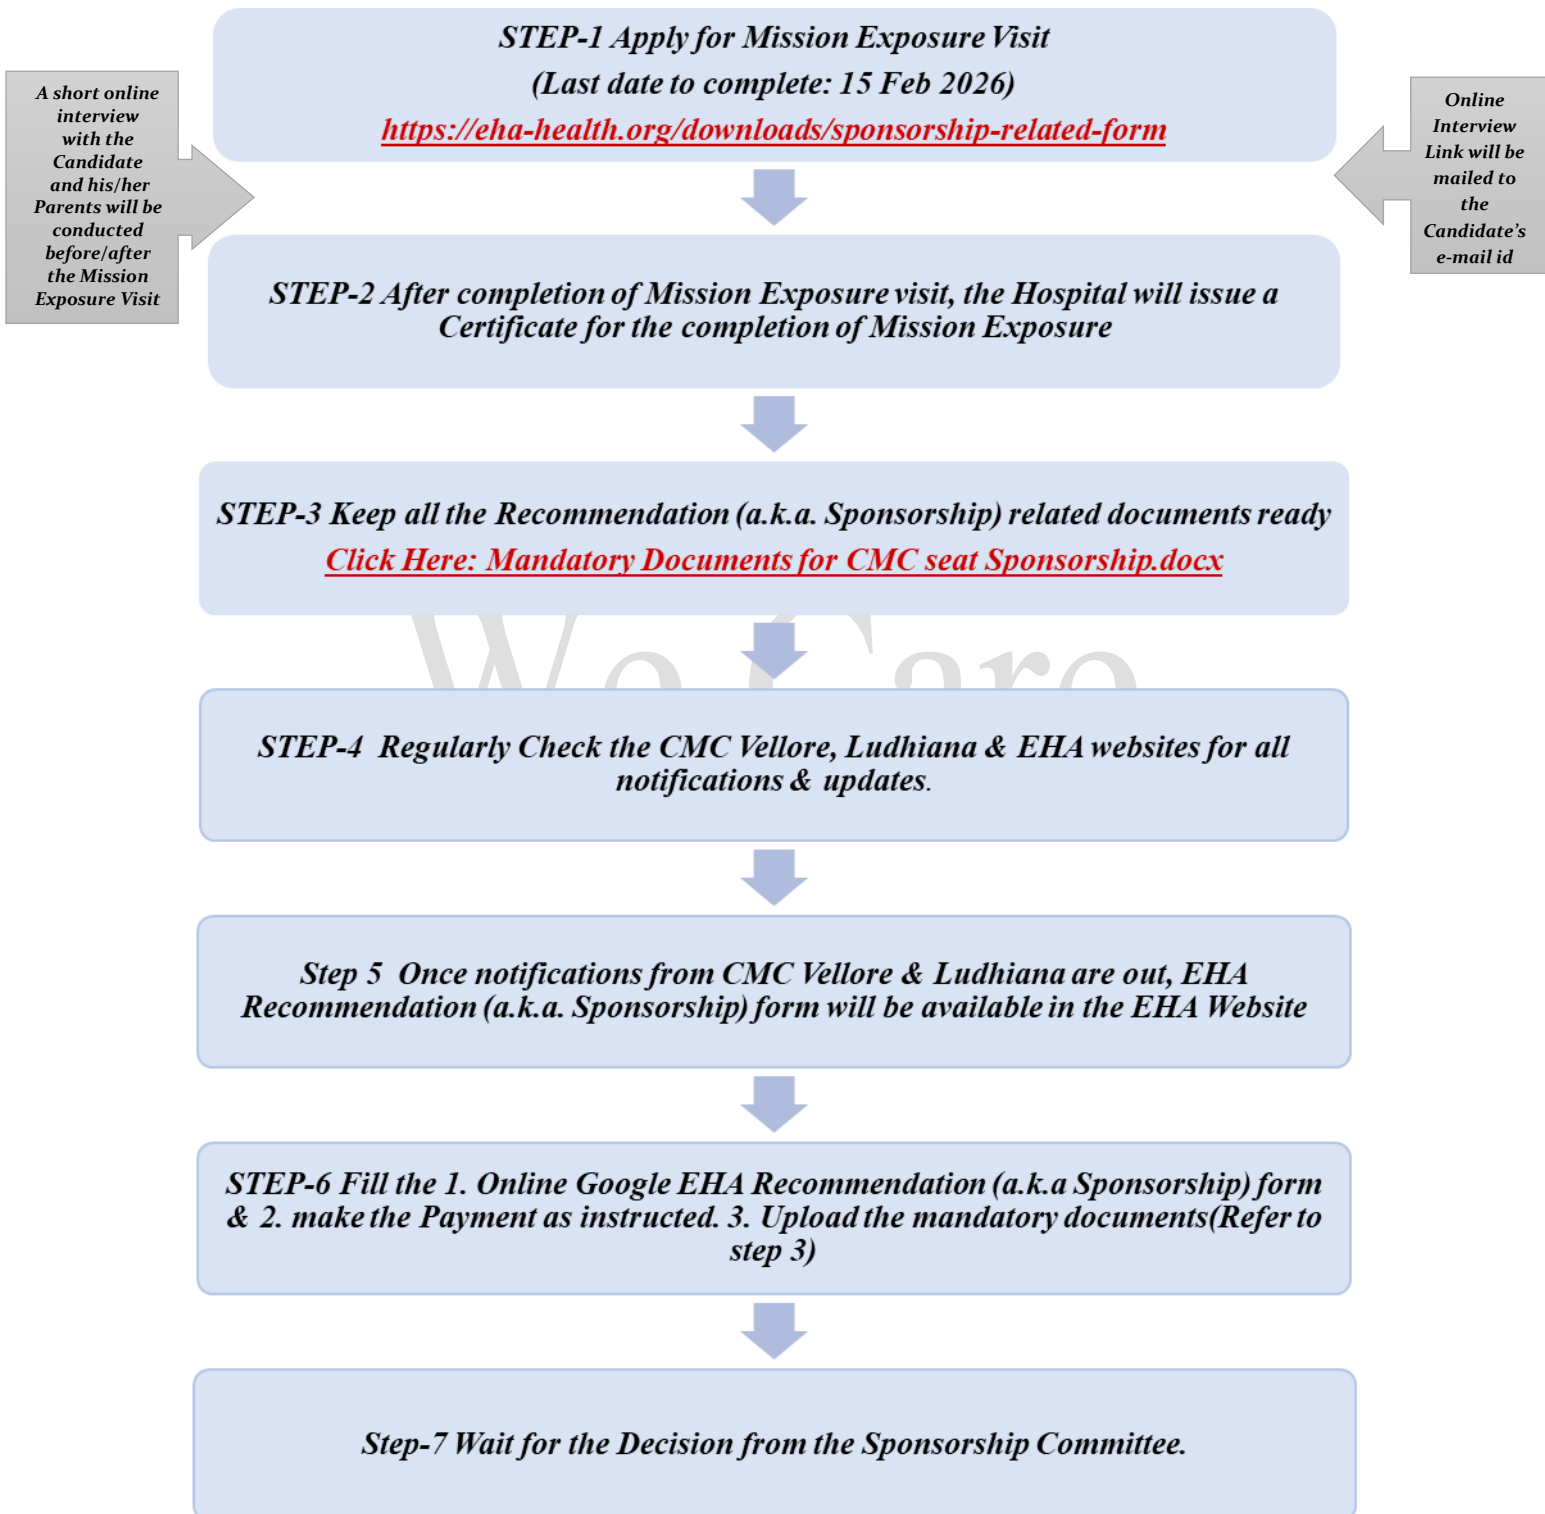 STEP-1 Apply for Mission Exposure Visit
(Last date to complete: 15 Feb 2026)
https://eha-health.org/downloads/sponsorship-related-form
A short online
interview
with the
Candidate
and his/her
Parents will be
conducted
before/after
the Mission
Exposure Visit
Online
Interview
Link will be
mailed to
the
Candidate’s
e-mail id
STEP-2 After completion of Mission Exposure visit, the Hospital will issue a
Certificate for the completion of Mission Exposure
STEP-3 Keep all the Recommendation (a.k.a. Sponsorship) related documents ready
Click Here: Mandatory Documents for CMC seat Sponsorship.docx
We Care
STEP-4 Regularly Check the CMC Vellore, Ludhiana & EHA websites for all
notifications & updates.
Step 5 Once notifications from CMC Vellore & Ludhiana are out, EHA
Recommendation (a.k.a. Sponsorship) form will be available in the EHA Website
STEP-6 Fill the 1. Online Google EHA Recommendation (a.k.a Sponsorship) form
& 2. make the Payment as instructed. 3. Upload the mandatory documents(Refer to
step 3)
Step-7 Wait for the Decision from the Sponsorship Committee.